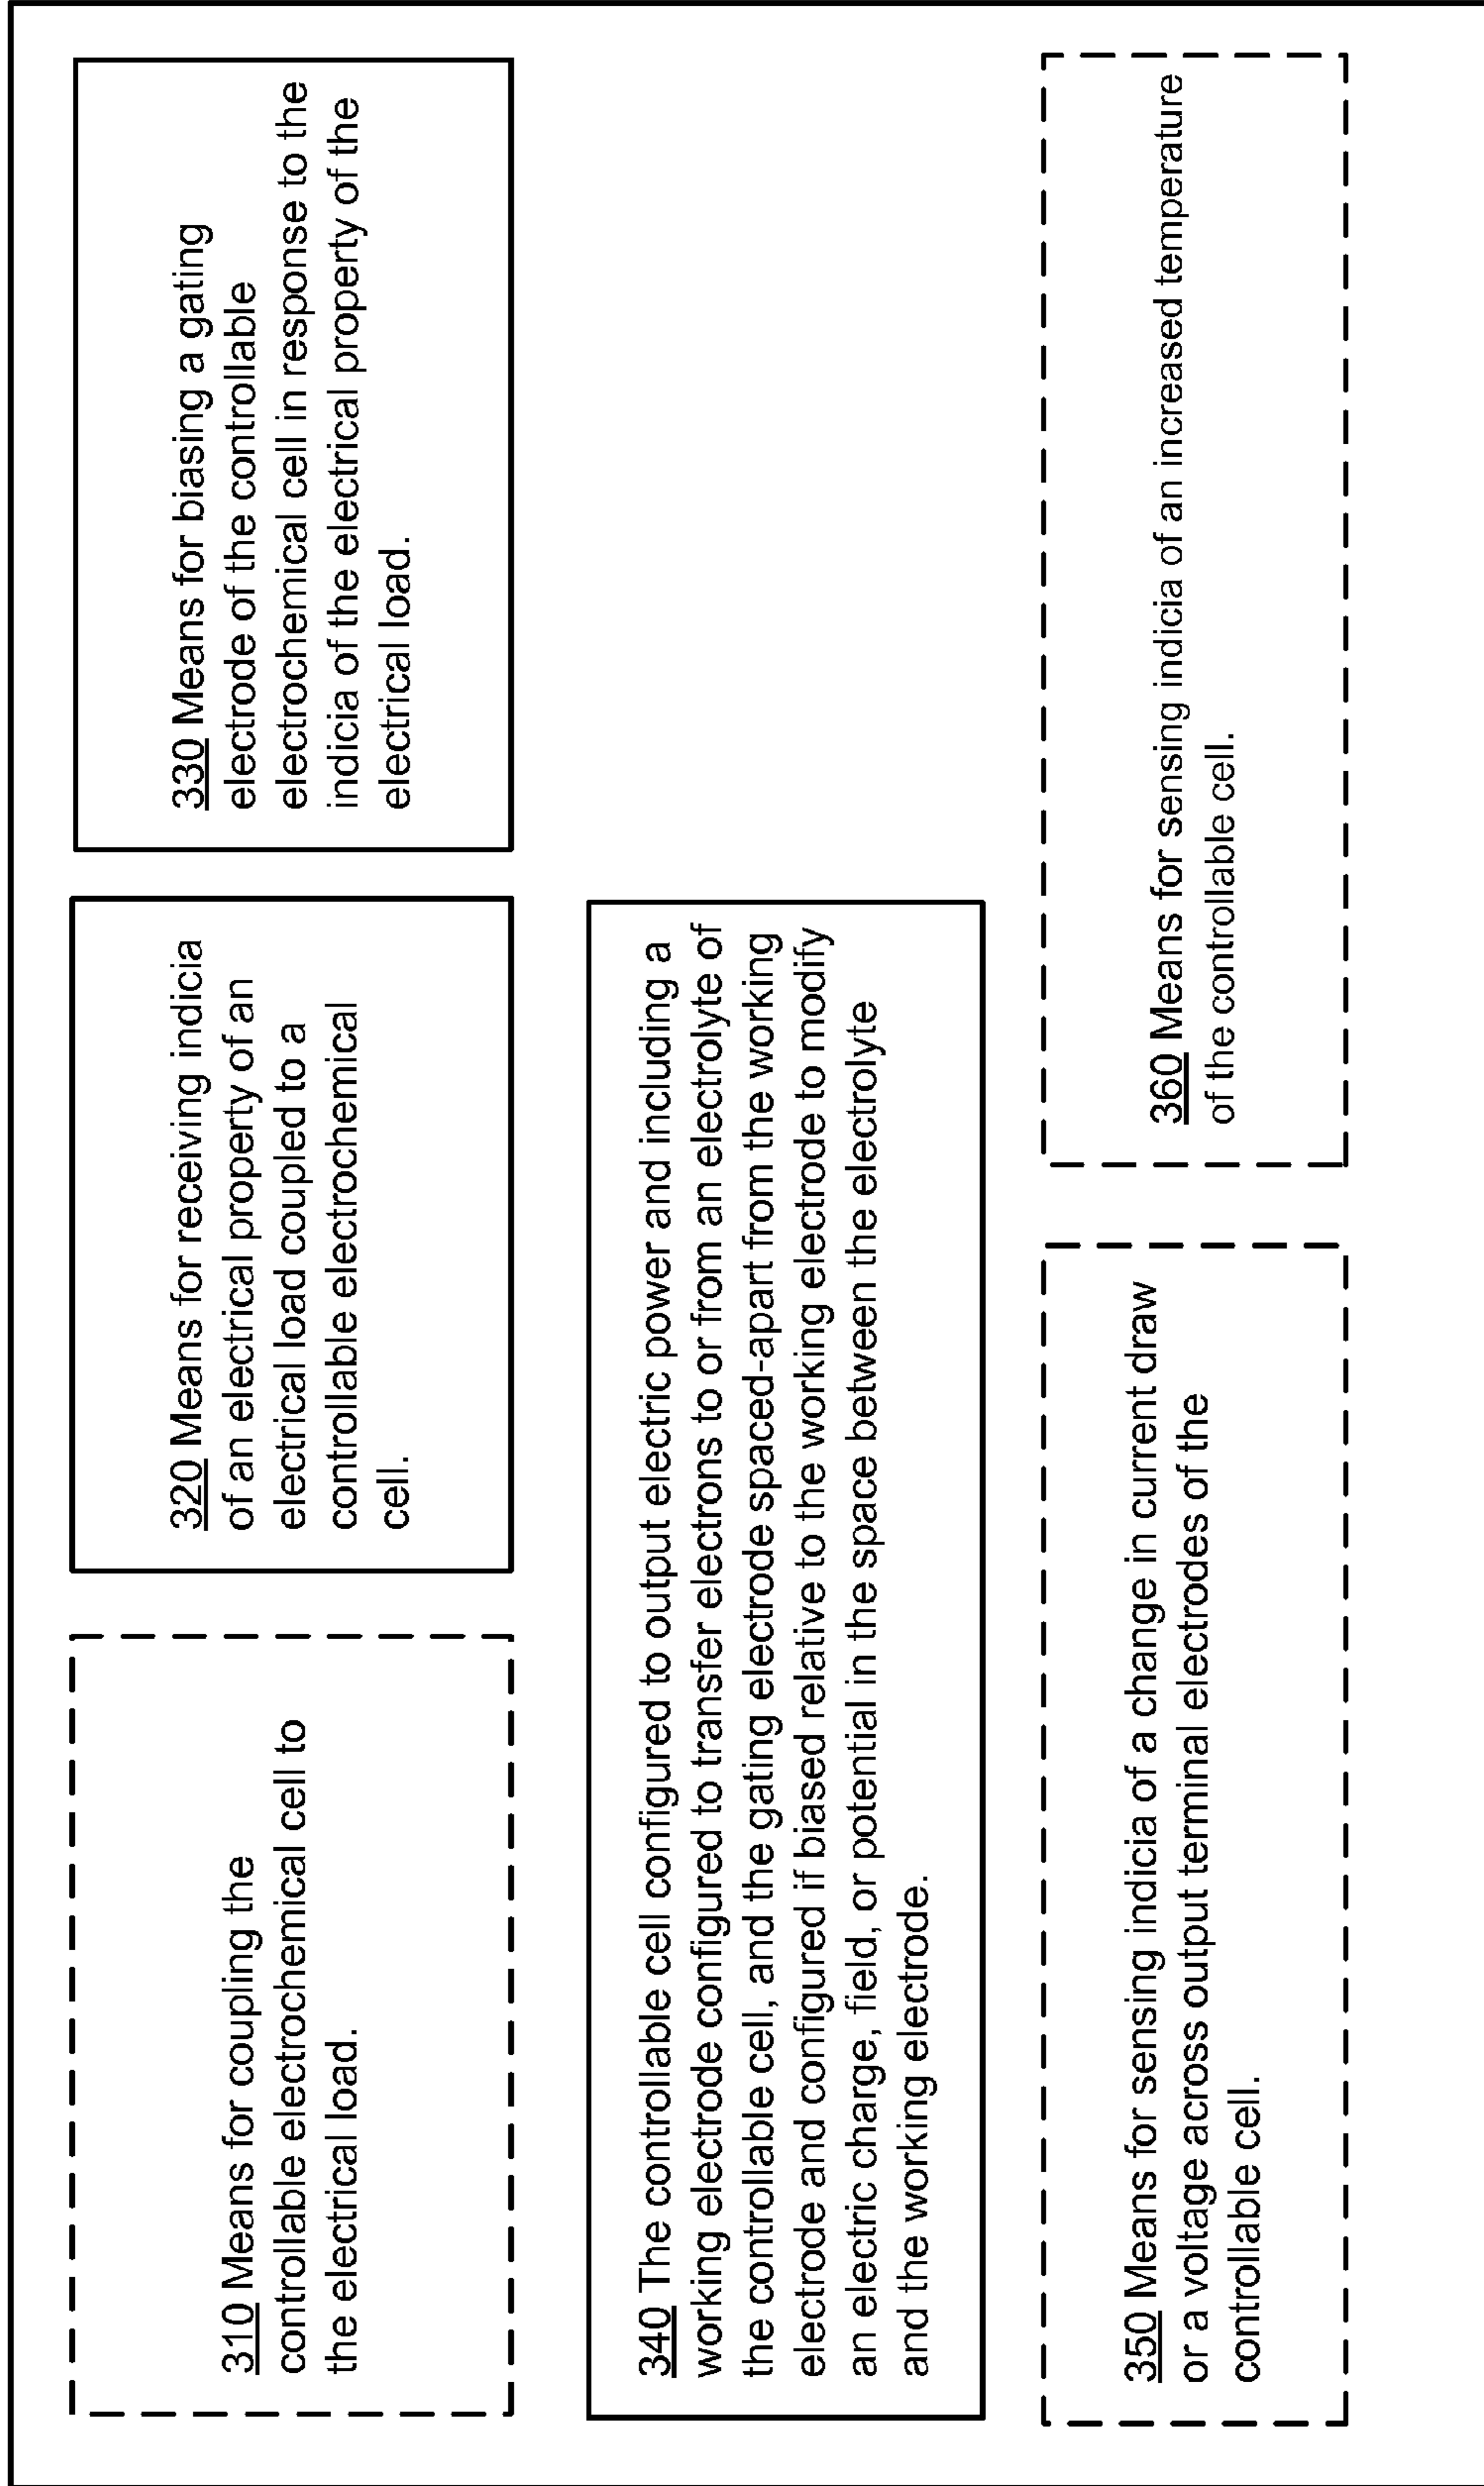 310 Means for coupling the
controllable electrochemical cell to
the electrical load.
320 Means for receiving indicia
of an electrical property of an
electrical load coupled to a
controllable electrochemical
cell.
330 Means for biasing a gating
electrode of the controllable
electrochemical cell in response to the
indicia of the electrical property of the
electrical load.
340 The controllable cell configured to output electric power and including a
working electrode configured to transfer electrons to or from an electrolyte of
the controllable cell, and the gating electrode spaced-apart from the working
electrode and configured if biased relative to the working electrode to modify
an electric charge, field, or potential in the space between the electrolyte
and the working electrode.
350 Means for sensing indicia of a change in current draw
or a voltage across output terminal electrodes of the
controllable cell.
360 Means for sensing indicia of an increased temperature
of the controllable cell.